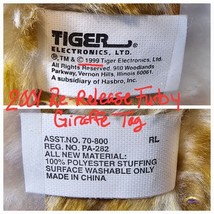 TIGER
ELECTRONICS, LTD.
™ & © 1999 Tiger Electronics, Ltd.
All Rights Reserved. 950 Woodlands
Parkway, Vernon Hills, Illinois 60061
a subsidiary of Hasbro, Inc.
2001 Re-Release Furby
Giraffe Tag
ASST.NO. 70-800 RL
REG. NO. PA-282
ALL NEW MATERIAL:
100% POLYESTER STUFFING
SURFACE WASHABLE ONLY
MADE IN CHINA